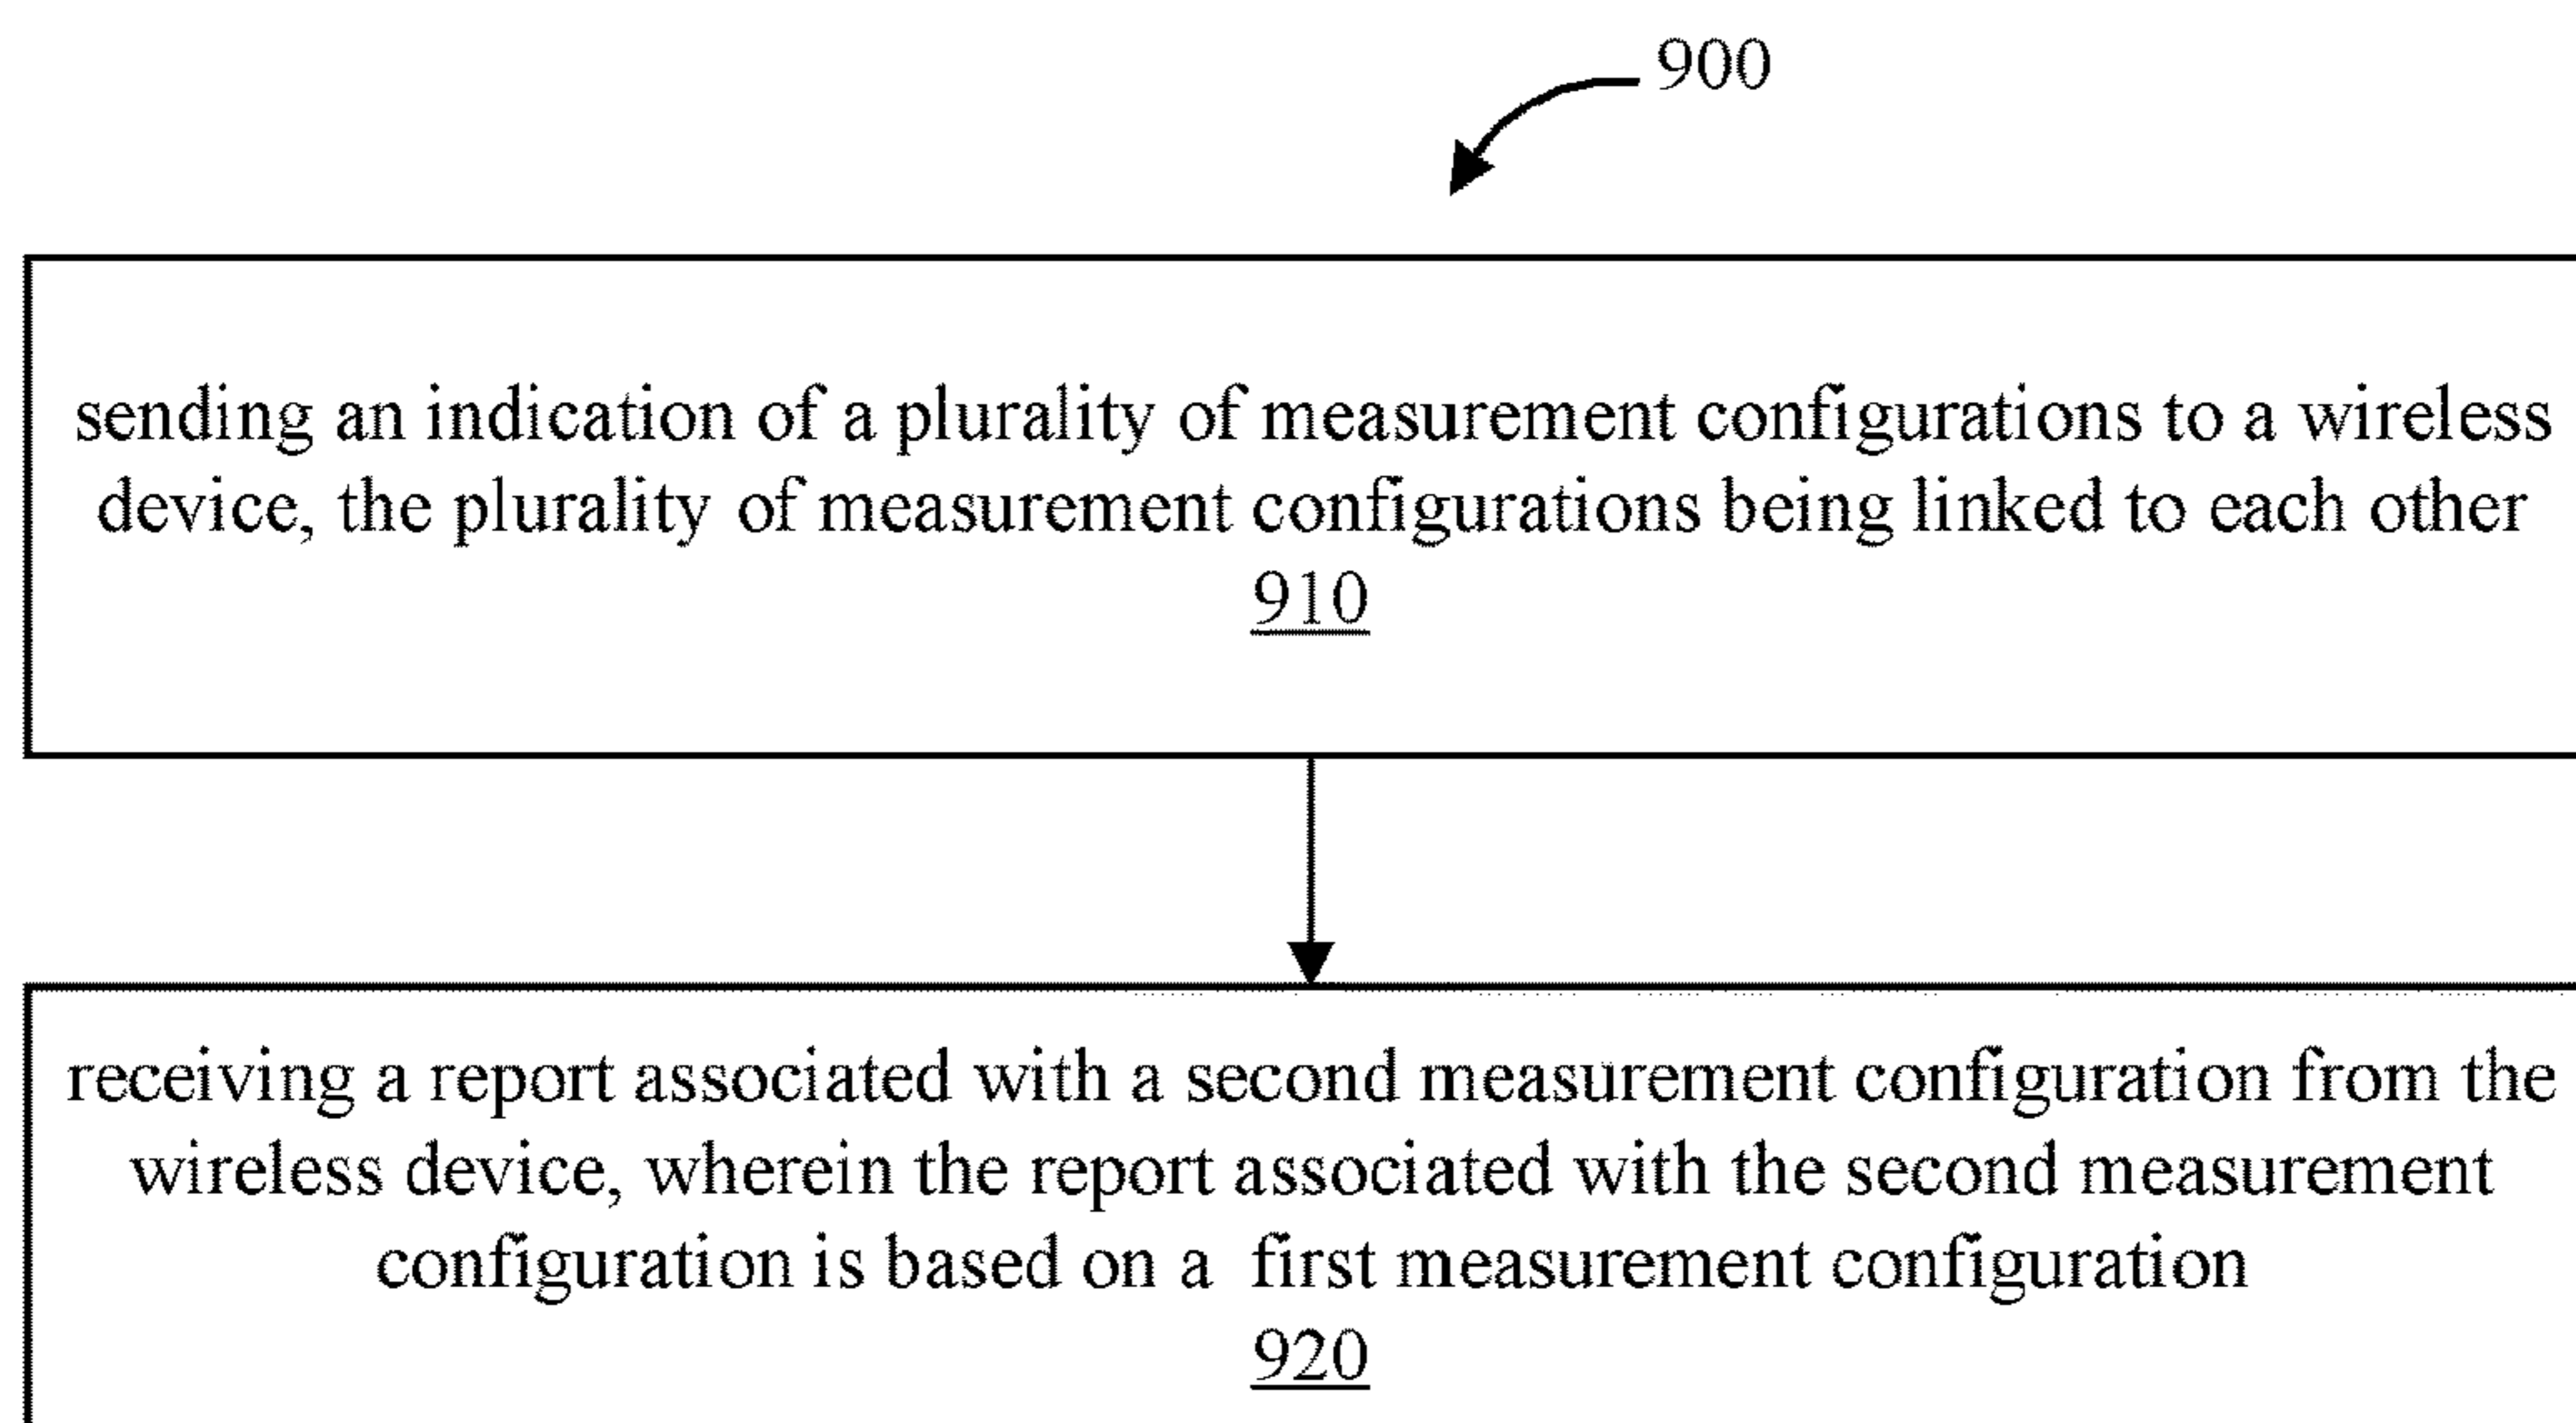 900
sending an indication of a plurality of measurement configurations to a wireless
device, the plurality of measurement configurations being linked to each other
910
receiving a report associated with a second measurement configuration from the
wireless device, wherein the report associated with the second measurement
configuration is based on a first measurement configuration
920